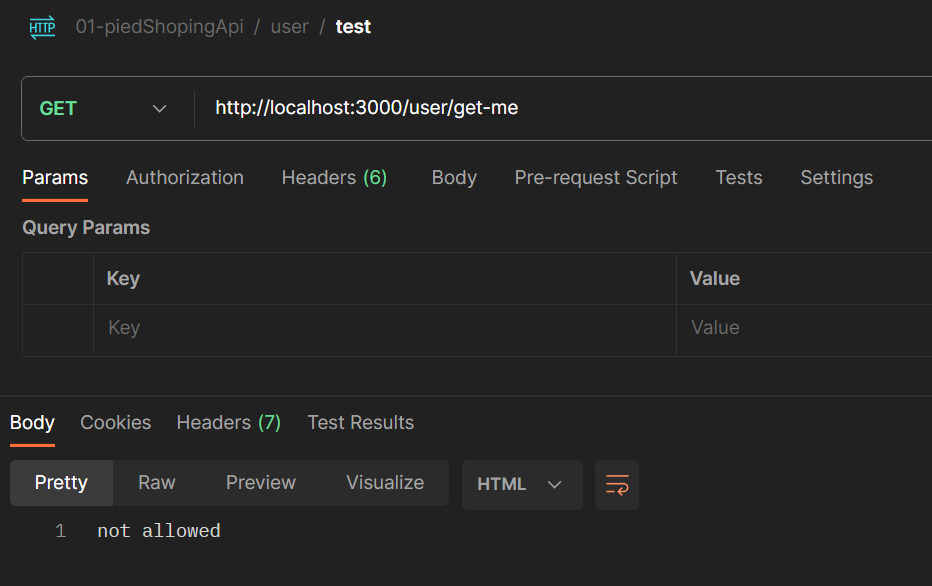 HTTP 01-piedShopingApi / user / test
GET http://localhost:3000/user/get-me
Params Authorization Headers (6) Body Pre-request Script Tests Settings
Query Params
Key Value
Key Value
Body Cookies Headers (7) Test Results
Pretty Raw Preview Visualize HTML
1 not allowed